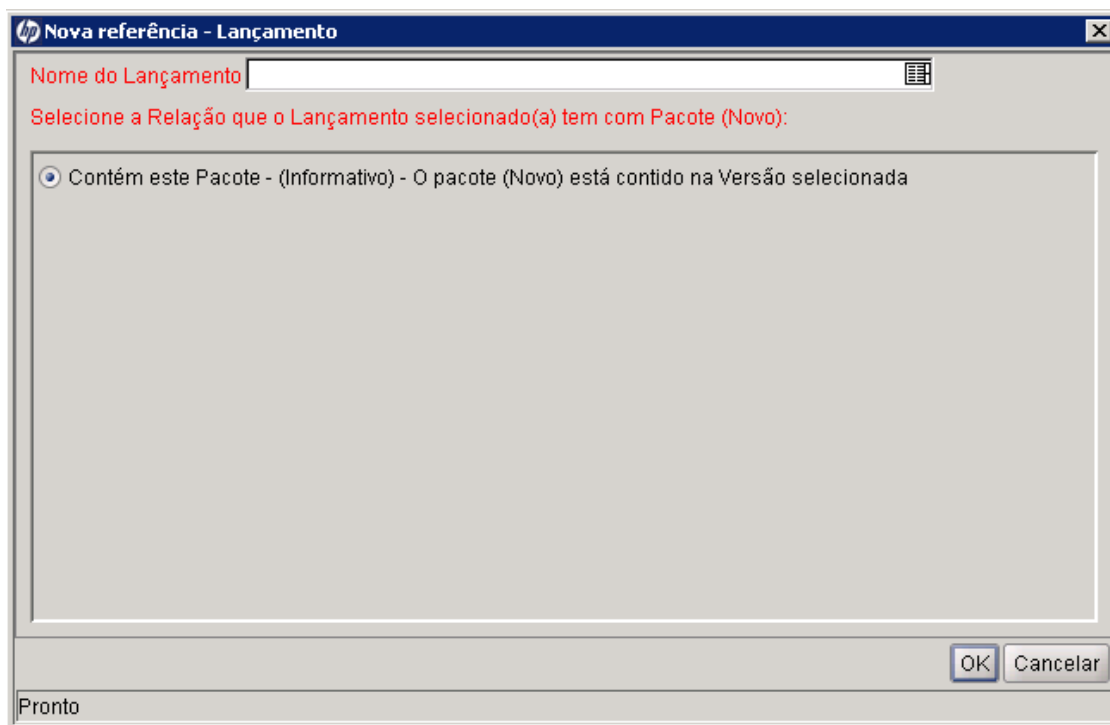 hp Nova referência - Lançamento
Nome do Lançamento
Selecione a Relação que o Lançamento selecionado(a) tem com Pacote (Novo):
Contém este Pacote - (Informativo) - O pacote (Novo) está contido na Versão selecionada
OK Cancelar
Pronto